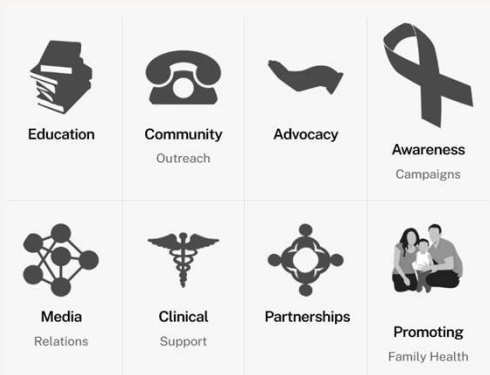 Education
Community
Outreach
Advocacy
Awareness
Campaigns
Media
Relations
Clinical
Support
Partnerships
Promoting
Family Health